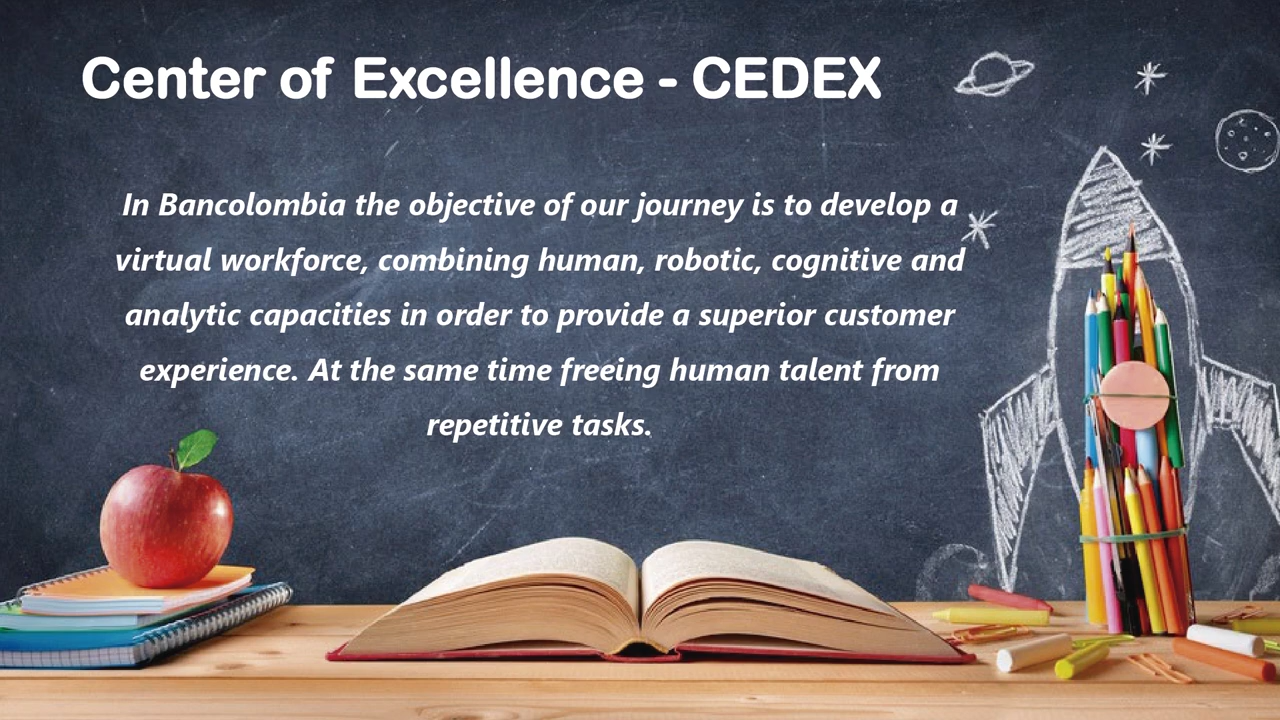 Center of Excellence - CEDEX
In Bancolombia the objective of our journey is to develop a
virtual workforce, combining human, robotic, cognitive and
analytic capacities in order to provide a superior customer
experience. At the same time freeing human talent from
repetitive tasks.